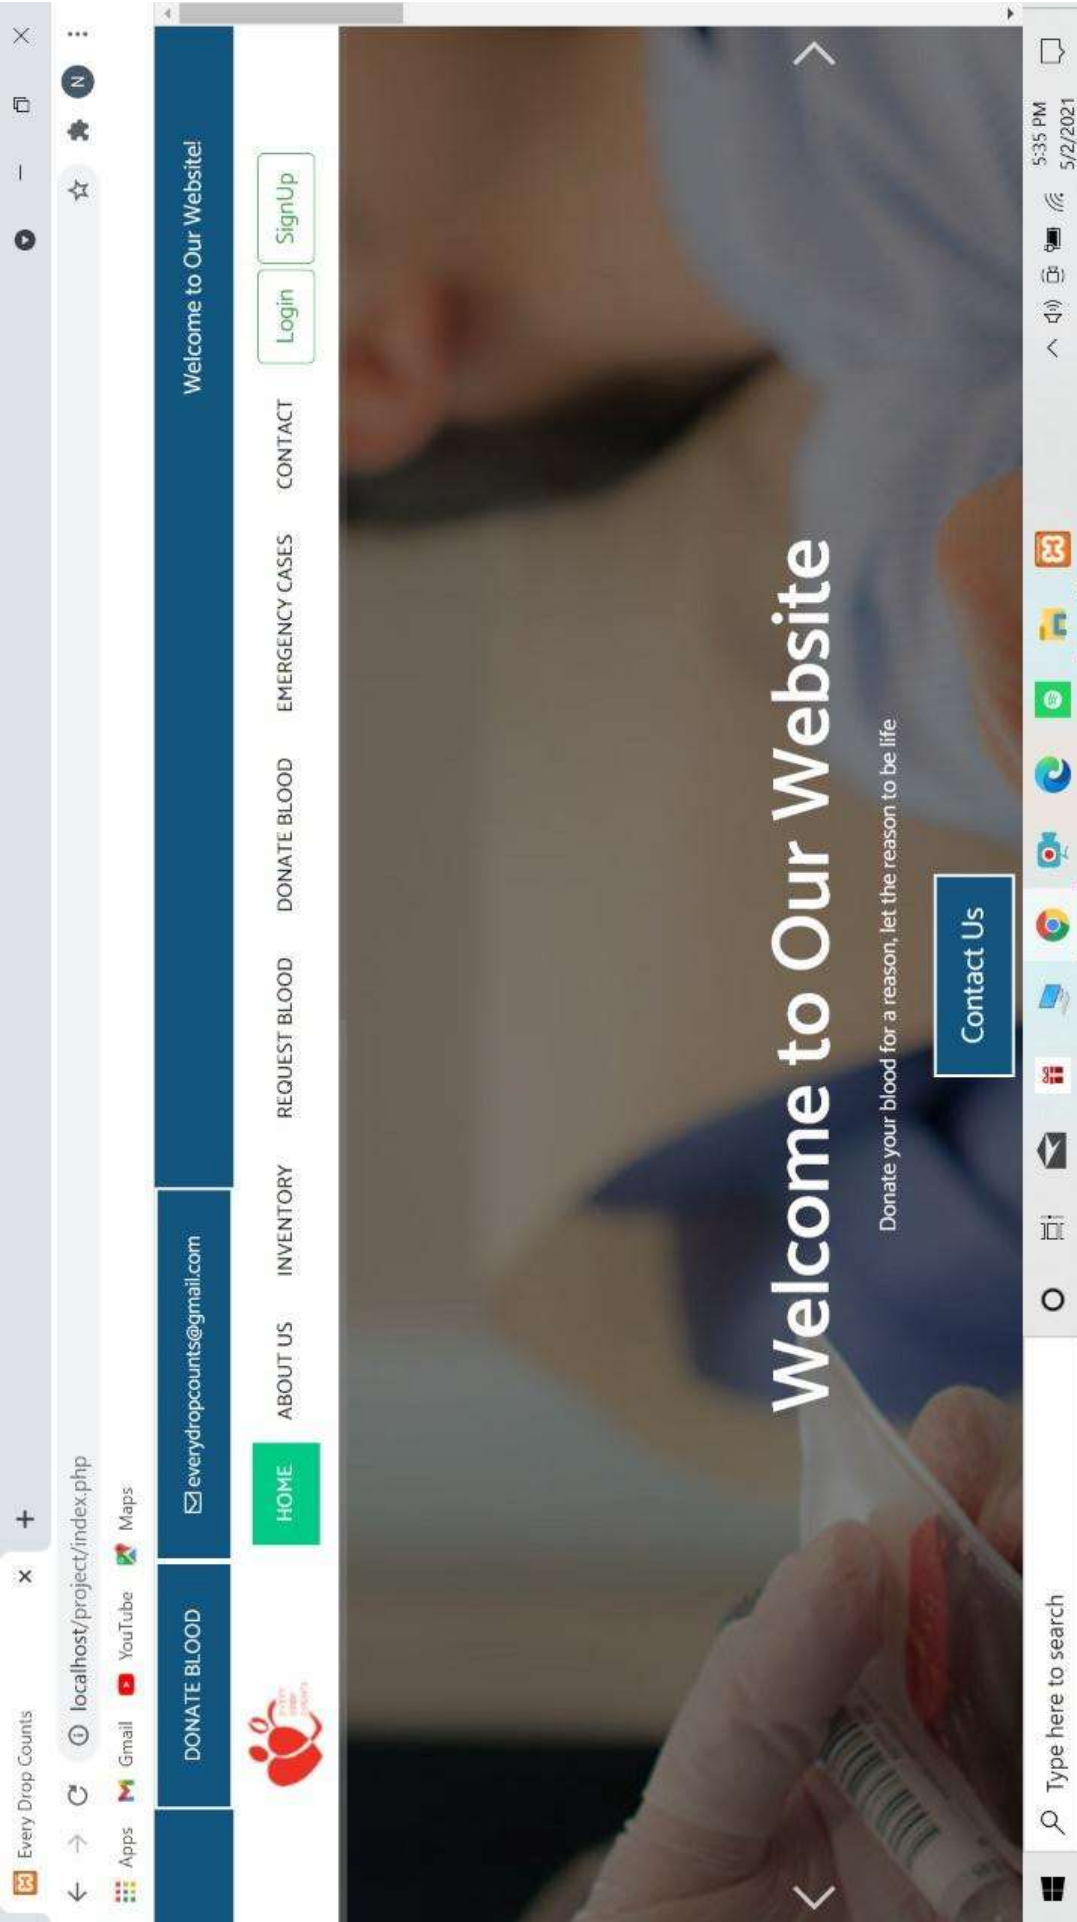 Every Drop Counts
localhost/project/index.php
Apps Gmail YouTube Maps
DONATE BLOOD everydropcounts@gmail.com Welcome to Our Website!
EVERY
DROP
COUNTS
HOME ABOUT US INVENTORY REQUEST BLOOD DONATE BLOOD EMERGENCY CASES CONTACT Login SignUp
Welcome to Our Website
Donate your blood for a reason, let the reason to be life
Contact Us
Type here to search
5:35 PM
5/2/2021
N